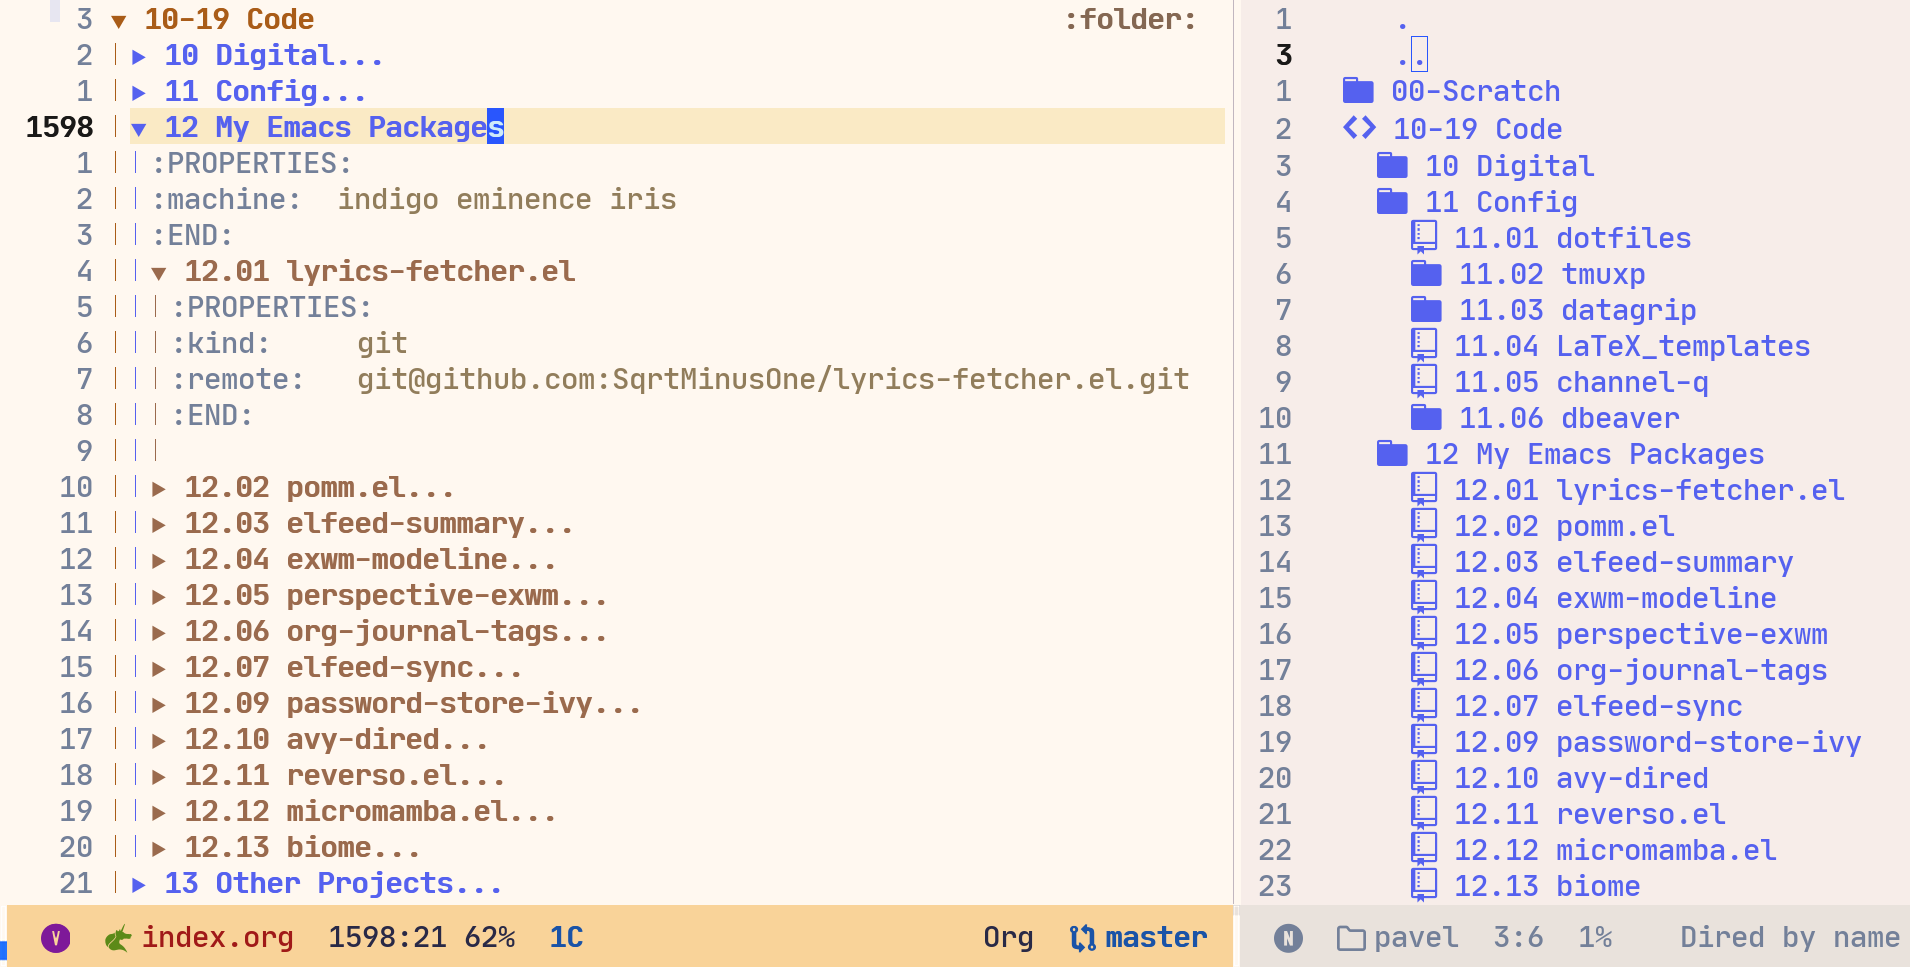 3 ▼ 10-19 Code :folder:
2 ▶ 10 Digital...
1 ▶ 11 Config...
1598 ▼ 12 My Emacs Packages
1 :PROPERTIES:
2 :machine: indigo eminence iris
3 :END:
4 ▼ 12.01 lyrics-fetcher.el
5 :PROPERTIES:
6 :kind: git
7 :remote: git@github.com:SqrtMinusOne/lyrics-fetcher.el.git
8 :END:
9
10 ▶ 12.02 pomm.el...
11 ▶ 12.03 elfeed-summary...
12 ▶ 12.04 exwm-modeline...
13 ▶ 12.05 perspective-exwm...
14 ▶ 12.06 org-journal-tags...
15 ▶ 12.07 elfeed-sync...
16 ▶ 12.09 password-store-ivy...
17 ▶ 12.10 avy-dired...
18 ▶ 12.11 reverso.el...
19 ▶ 12.12 micromamba.el...
20 ▶ 12.13 biome...
21 ▶ 13 Other Projects...
V index.org 1598:21 62% 1C Org master
1 .
3 ..
1 00-Scratch
2 <> 10-19 Code
3 10 Digital
4 11 Config
5 11.01 dotfiles
6 11.02 tmuxp
7 11.03 datagrip
8 11.04 LaTeX_templates
9 11.05 channel-q
10 11.06 dbeaver
11 12 My Emacs Packages
12 12.01 lyrics-fetcher.el
13 12.02 pomm.el
14 12.03 elfeed-summary
15 12.04 exwm-modeline
16 12.05 perspective-exwm
17 12.06 org-journal-tags
18 12.07 elfeed-sync
19 12.09 password-store-ivy
20 12.10 avy-dired
21 12.11 reverso.el
22 12.12 micromamba.el
23 12.13 biome
N pavel 3:6 1% Dired by name